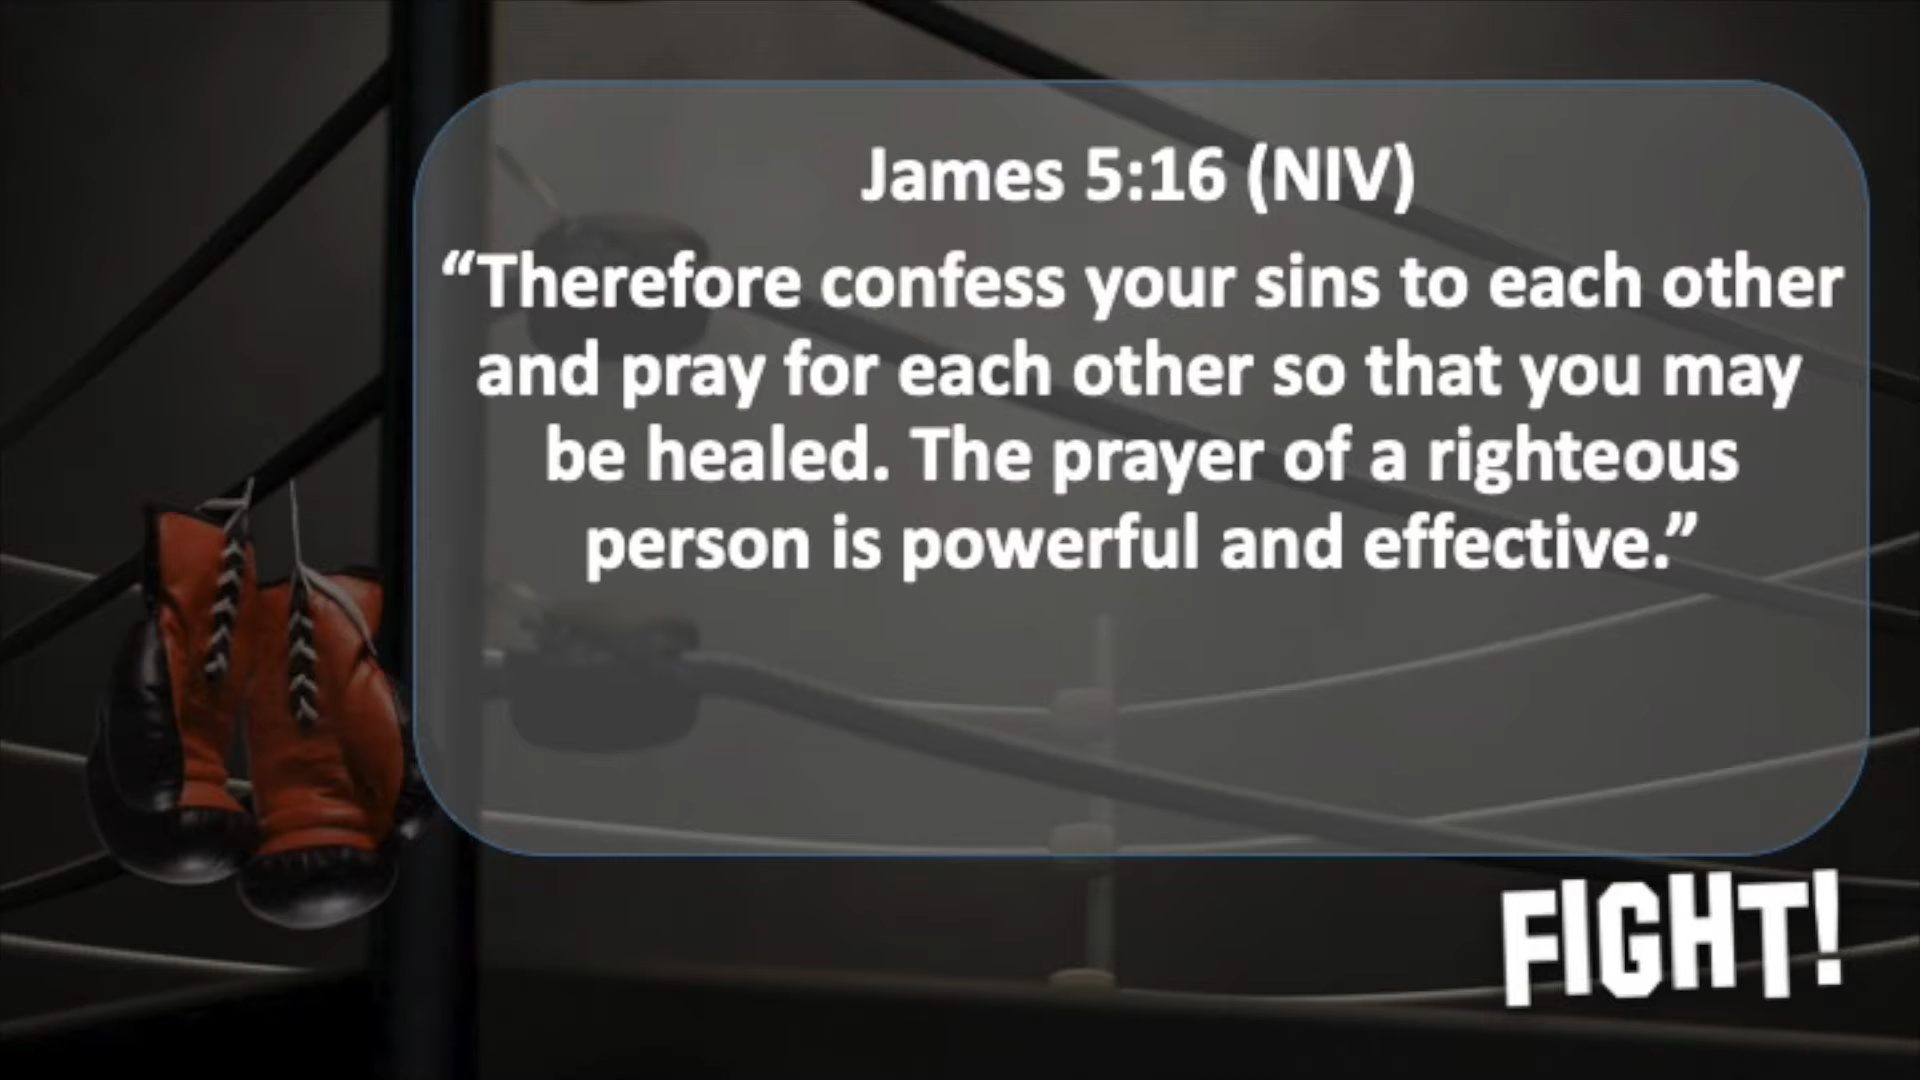 James 5:16 (NIV)
“Therefore confess your sins to each other
and pray for each other so that you may
be healed. The prayer of a righteous
person is powerful and effective.”
FIGHT!